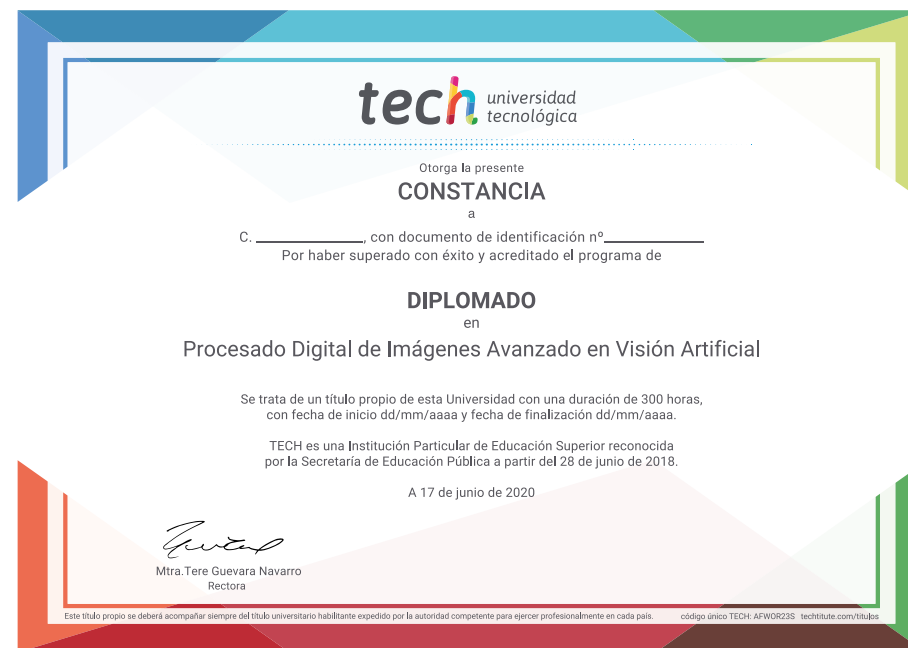 tech universidad
tecnológica
Otorga la presente
CONSTANCIA
a
C. ____________, con documento de identificación nº____________
Por haber superado con éxito y acreditado el programa de
DIPLOMADO
en
Procesado Digital de Imágenes Avanzado en Visión Artificial
Se trata de un título propio de esta Universidad con una duración de 300 horas,
con fecha de inicio dd/mm/aaaa y fecha de finalización dd/mm/aaaa.
TECH es una Institución Particular de Educación Superior reconocida
por la Secretaría de Educación Pública a partir del 28 de junio de 2018.
A 17 de junio de 2020
Mtra.Tere Guevara Navarro
Rectora
Este título propio se deberá acompañar siempre del título universitario habilitante expedido por la autoridad competente para ejercer profesionalmente en cada país. código único TECH: AFWOR23S techtitute.com/titulos